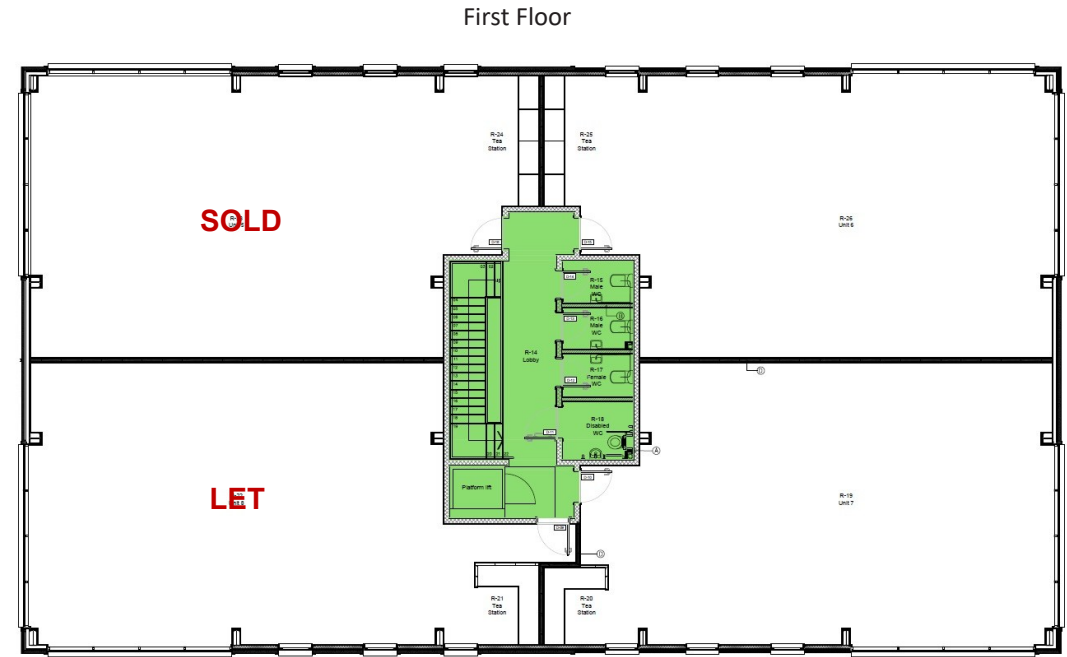 First Floor
R-24
Tea
Station
R-25
Tea
Station
SOLD
R-26
Unit 6
R-15
Male
WC
R-16
Male
WC
R-14
Lobby
R-17
Female
WC
R-18
Disabled
WC
Platform lift
LET
R-19
Unit 7
R-21
Tea
Station
R-20
Tea
Station